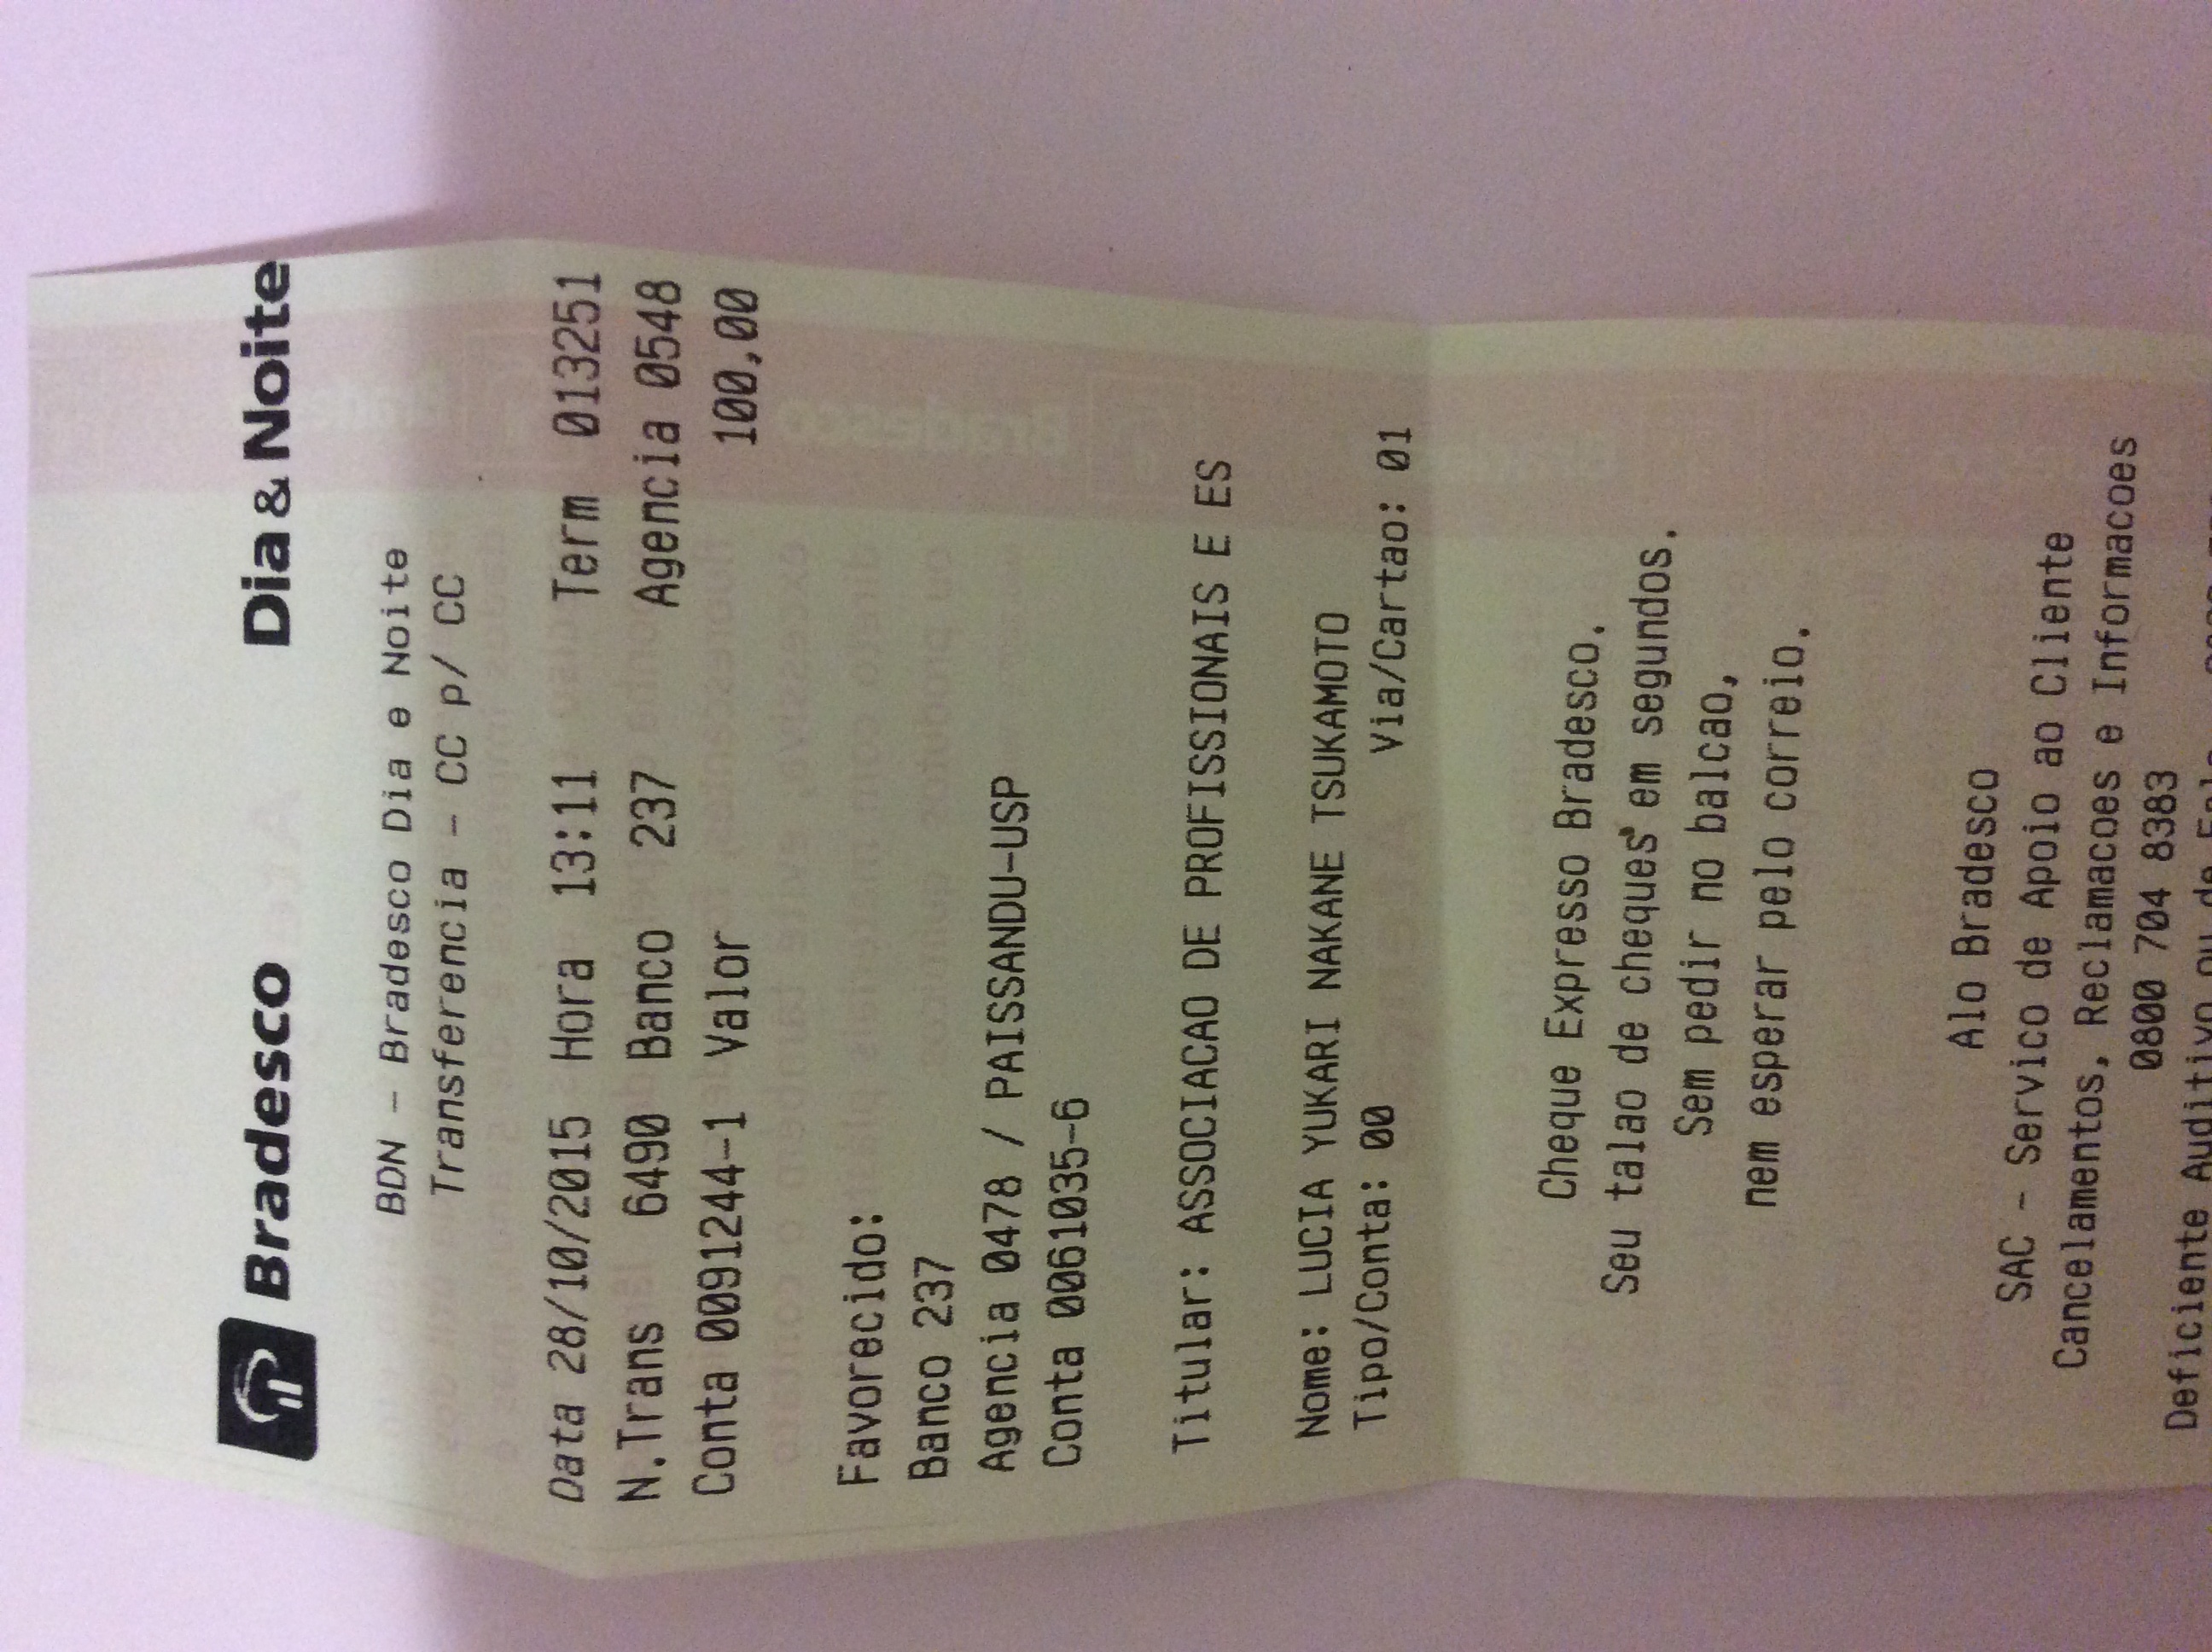 Bradesco Dia & Noite
BDN - Bradesco Dia e Noite
Transferencia - CC p/ CC
Data 28/10/2015 Hora 13:11 Term 013251
N.Trans 6490 Banco 237 Agencia 0548
Conta 0091244-1 Valor 100,00
Favorecido:
Banco 237
Agencia 0478 / PAISSANDU-USP
Conta 0061035-6
Titular: ASSOCIACAO DE PROFISSIONAIS E ES
Nome: LUCIA YUKARI NAKANE TSUKAMOTO
Tipo/Conta: 00 Via/Cartao: 01
Cheque Expresso Bradesco.
Seu talao de cheques em segundos.
Sem pedir no balcao,
nem esperar pelo correio.
Alo Bradesco
SAC - Servico de Apoio ao Cliente
Cancelamentos, Reclamacoes e Informacoes
0800 704 8383
Deficiente Auditivo ou de Fala